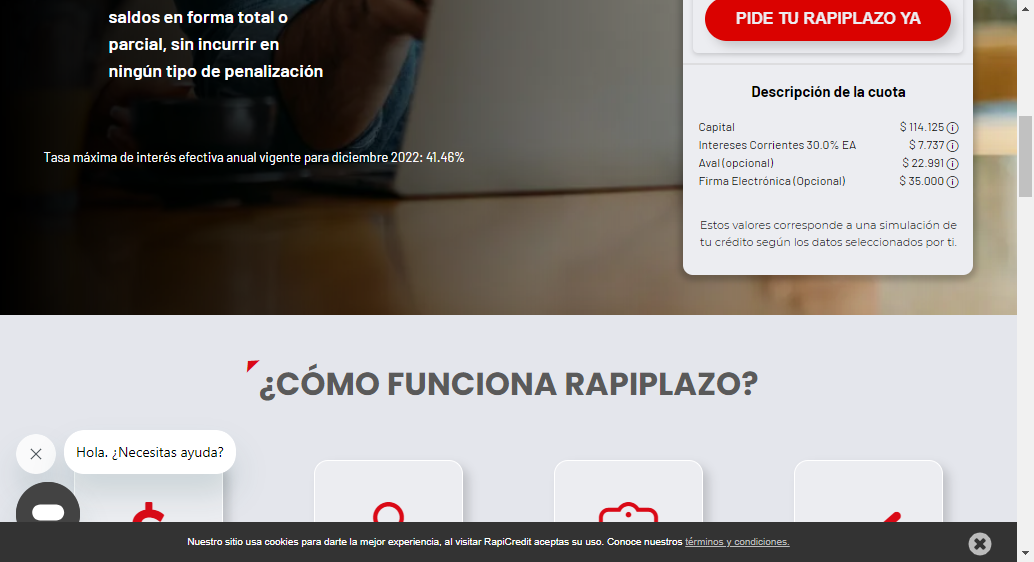 saldos en forma total o
parcial, sin incurrir en
ningún tipo de penalización
Tasa máxima de interés efectiva anual vigente para diciembre 2022: 41.46%
PIDE TU RAPIPLAZO YA
Descripción de la cuota
Capital $ 114.125
Intereses Corrientes 30.0% EA $ 7.737
Aval (opcional) $ 22.991
Firma Electrónica (Opcional) $ 35.000
Estos valores corresponde a una simulación de
tu crédito según los datos seleccionados por ti.
¿CÓMO FUNCIONA RAPIPLAZO?
Hola. ¿Necesitas ayuda?
Nuestro sitio usa cookies para darte la mejor experiencia, al visitar RapiCredit aceptas su uso. Conoce nuestros términos y condiciones.